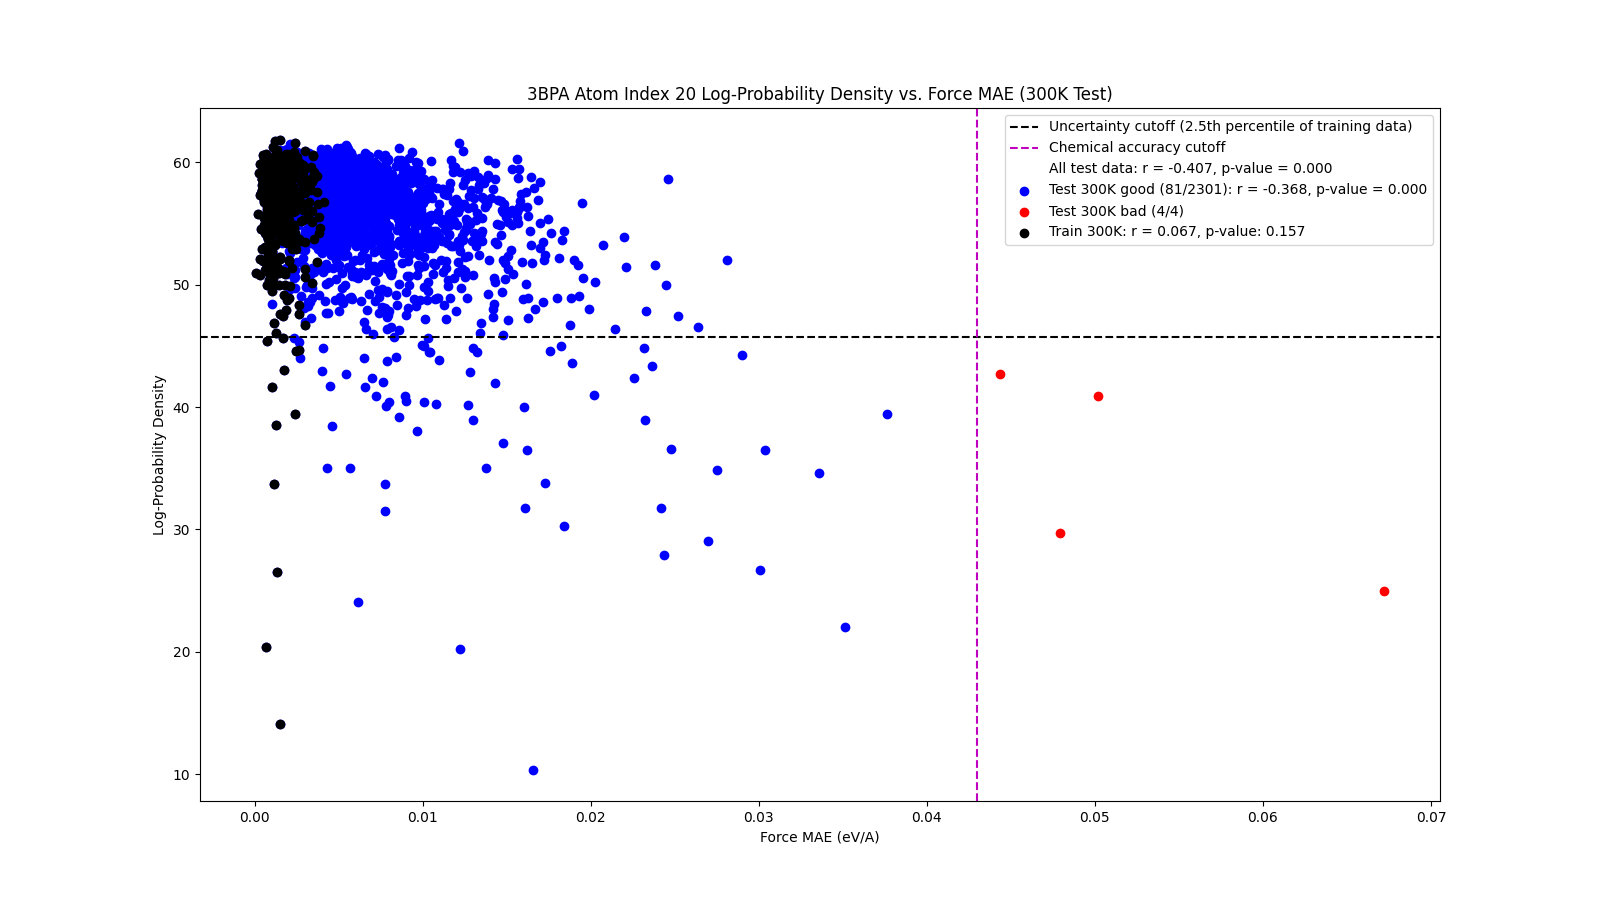 3BPA Atom Index 20 Log-Probability Density vs. Force MAE (300K Test)
Uncertainty cutoff (2.5th percentile of training data)
Chemical accuracy cutoff
All test data: r = -0.407, p-value = 0.000
Test 300K good (81/2301): r = -0.368, p-value = 0.000
Test 300K bad (4/4)
Train 300K: r = 0.067, p-value: 0.157
Log-Probability Density
60
50
40
30
20
10
0.00 0.01 0.02 0.03 0.04 0.05 0.06 0.07
Force MAE (eV/A)